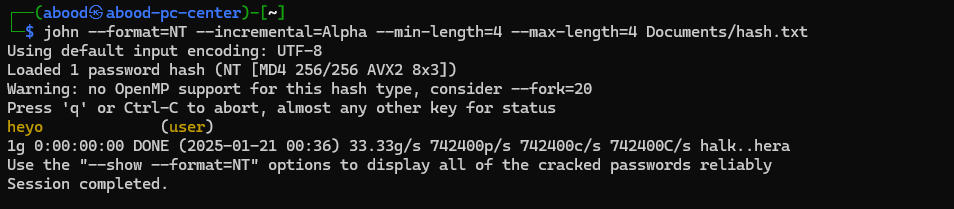 ┌──(abood㉿abood-pc-center)-[~]
└─$ john --format=NT --incremental=Alpha --min-length=4 --max-length=4 Documents/hash.txt
Using default input encoding: UTF-8
Loaded 1 password hash (NT [MD4 256/256 AVX2 8x3])
Warning: no OpenMP support for this hash type, consider --fork=20
Press 'q' or Ctrl-C to abort, almost any other key for status
heyo             (user)
1g 0:00:00:00 DONE (2025-01-21 00:36) 33.33g/s 742400p/s 742400c/s 742400C/s halk..hera
Use the "--show --format=NT" options to display all of the cracked passwords reliably
Session completed.